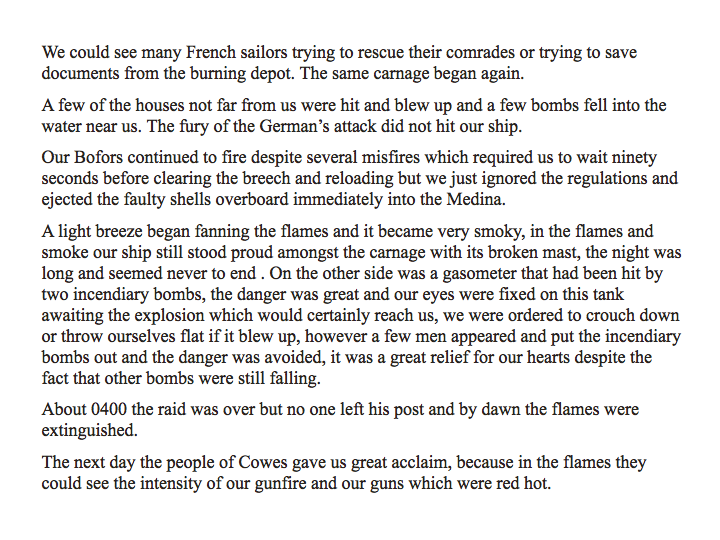 We could see many French sailors trying to rescue their comrades or trying to save
documents from the burning depot. The same carnage began again.
A few of the houses not far from us were hit and blew up and a few bombs fell into the
water near us. The fury of the German’s attack did not hit our ship.
Our Bofors continued to fire despite several misfires which required us to wait ninety
seconds before clearing the breech and reloading but we just ignored the regulations and
ejected the faulty shells overboard immediately into the Medina.
A light breeze began fanning the flames and it became very smoky, in the flames and
smoke our ship still stood proud amongst the carnage with its broken mast, the night was
long and seemed never to end . On the other side was a gasometer that had been hit by
two incendiary bombs, the danger was great and our eyes were fixed on this tank
awaiting the explosion which would certainly reach us, we were ordered to crouch down
or throw ourselves flat if it blew up, however a few men appeared and put the incendiary
bombs out and the danger was avoided, it was a great relief for our hearts despite the
fact that other bombs were still falling.
About 0400 the raid was over but no one left his post and by dawn the flames were
extinguished.
The next day the people of Cowes gave us great acclaim, because in the flames they
could see the intensity of our gunfire and our guns which were red hot.